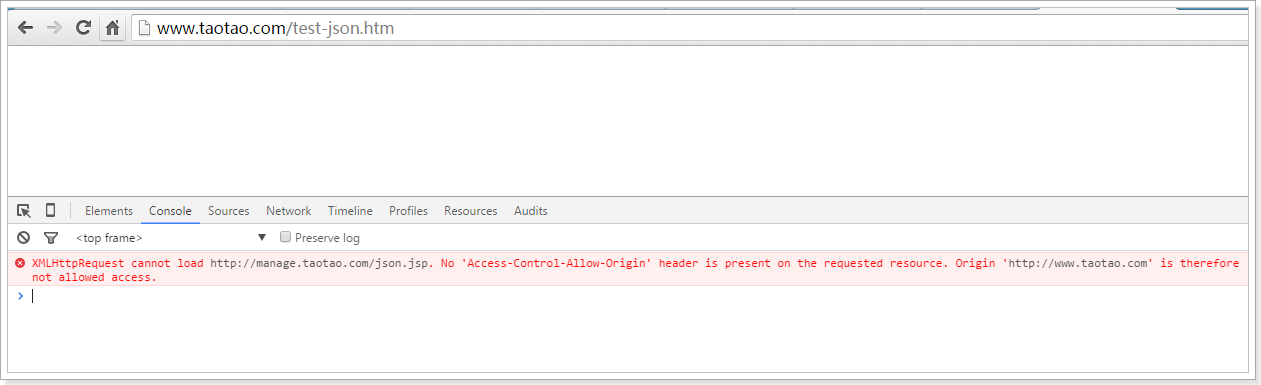 www.taotao.com/test-json.htm
Elements Console Sources Network Timeline Profiles Resources Audits
<top frame> ▼ Preserve log
XMLHttpRequest cannot load http://manage.taotao.com/json.jsp. No 'Access-Control-Allow-Origin' header is present on the requested resource. Origin 'http://www.taotao.com' is therefore
not allowed access.
>